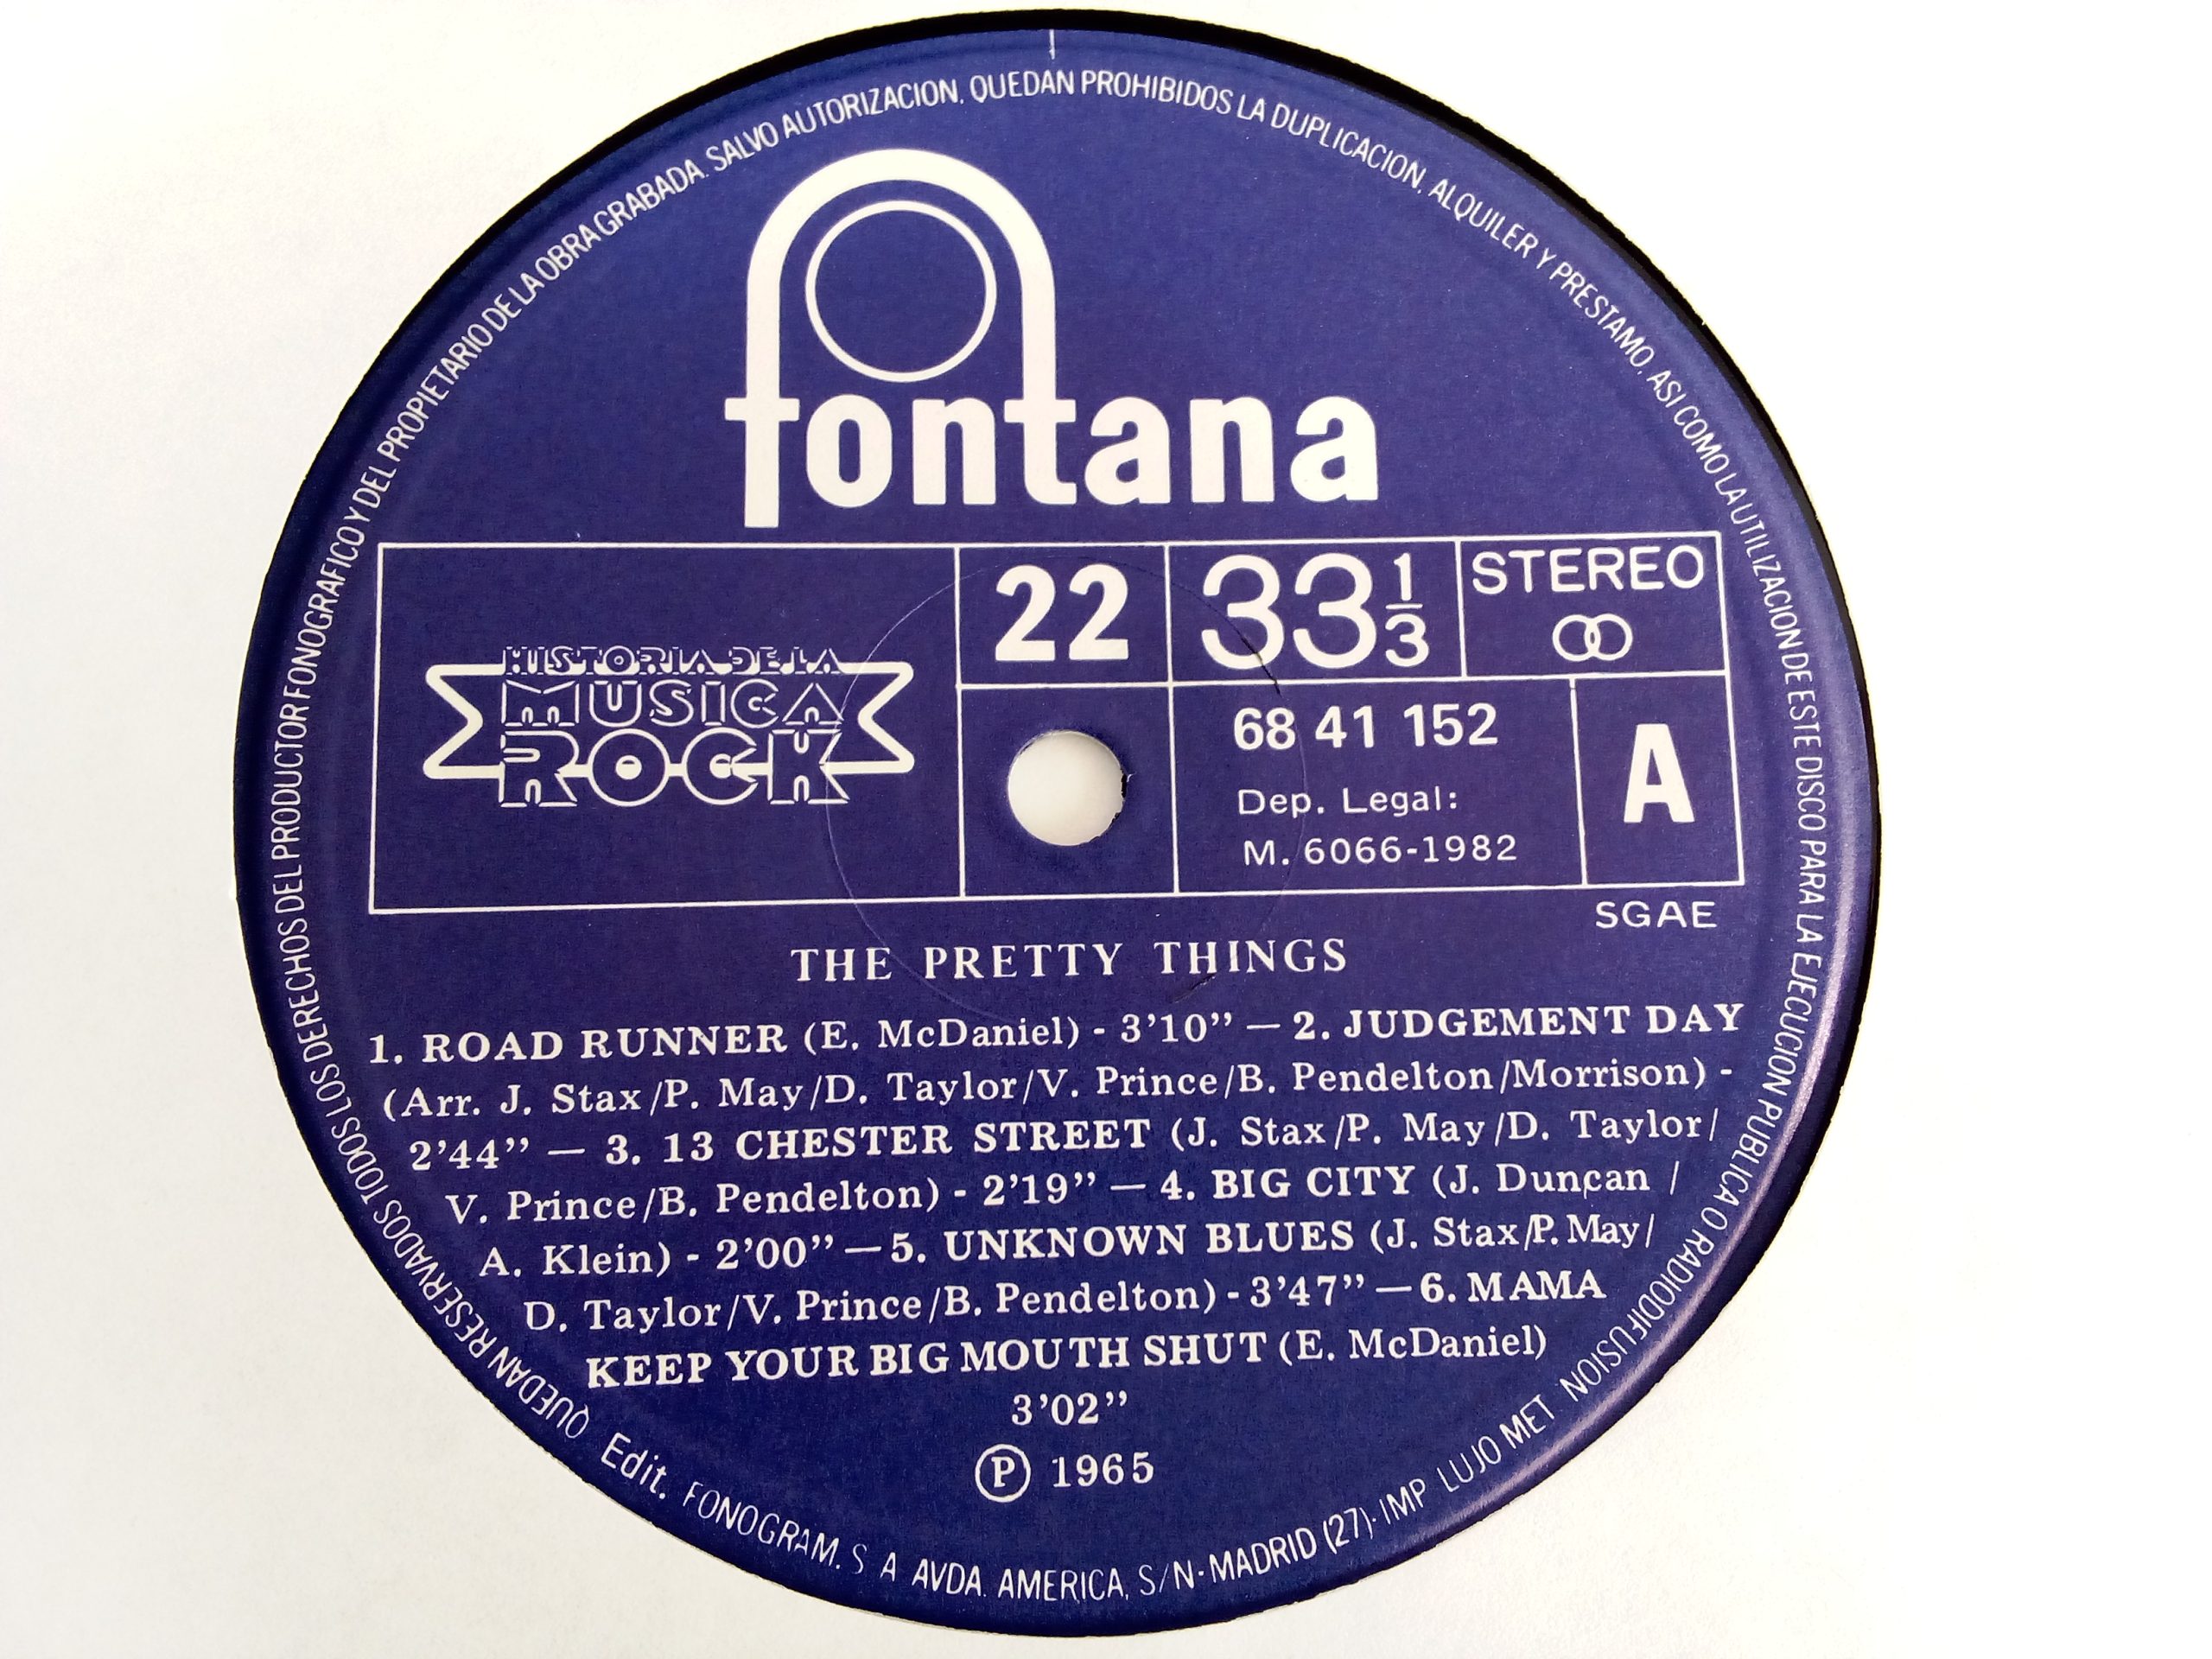 QUEDAN RESERVADOS TODOS LOS DERECHOS DEL PRODUCTOR FONOGRAFICO Y DEL PROPIETARIO DE LA OBRA GRABADA. SALVO AUTORIZACION, QUEDAN PROHIBIDOS LA DUPLICACION, ALQUILER Y PRESTAMO, ASI COMO LA UTILIZACION DE ESTE DISCO PARA LA EJECUCION PUBLICA O RADIODIFUSION
fontana
HISTORIA DE LA
MUSICA
ROCK
22
33 1/3
STEREO
68 41 152
Dep. Legal:
M. 6066-1982
A
SGAE
THE PRETTY THINGS
1. ROAD RUNNER (E. McDaniel) - 3'10'' — 2. JUDGEMENT DAY
(Arr. J. Stax/P. May/D. Taylor/V. Prince/B. Pendelton/Morrison) -
2'44'' — 3. 13 CHESTER STREET (J. Stax/P. May/D. Taylor/
V. Prince/B. Pendelton) - 2'19'' — 4. BIG CITY (J. Duncan /
A. Klein) - 2'00'' — 5. UNKNOWN BLUES (J. Stax/P. May/
D. Taylor/V. Prince/B. Pendelton) - 3'47'' — 6. MAMA
KEEP YOUR BIG MOUTH SHUT (E. McDaniel)
3'02''
Ⓟ 1965
Edit. FONOGRAM, S A AVDA. AMERICA, S/N · MADRID (27) · IMP LUJO MET